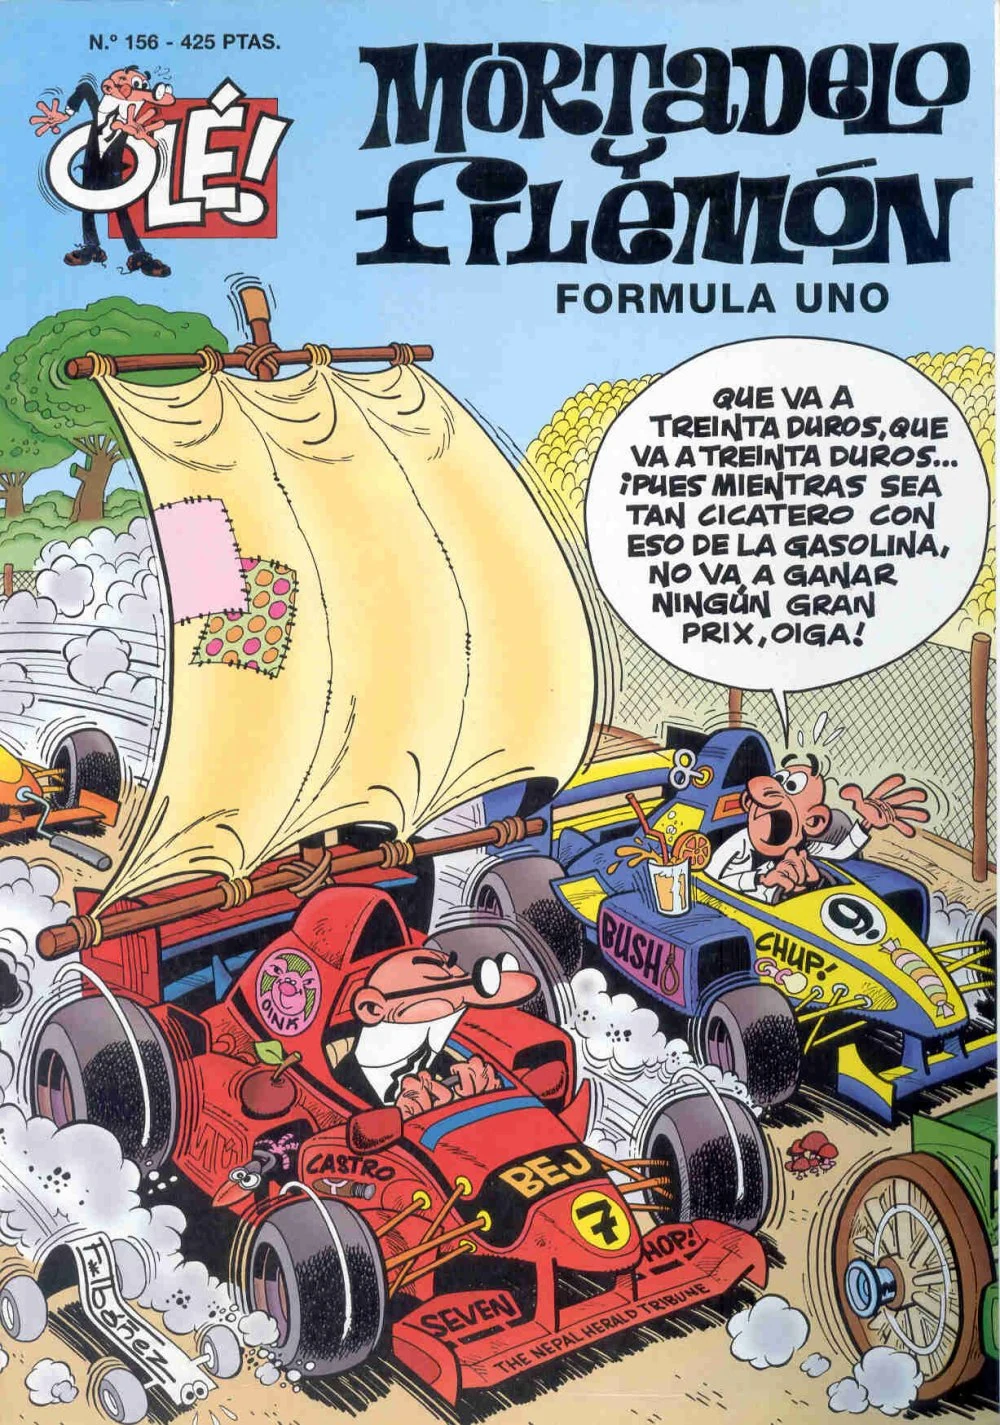 N.º 156 - 425 PTAS.
OLÉ!
MORTADELO
Y
FILEMÓN
FORMULA UNO
QUE VA A
TREINTA DUROS, QUE
VA A TREINTA DUROS...
¡PUES MIENTRAS SEA
TAN CICATERO CON
ESO DE LA GASOLINA,
NO VA A GANAR
NINGÚN GRAN
PRIX, OIGA!
9
BUSH
CHUP!
OINK
CASTRO
BEJ
7
HOP!
SEVEN
THE NEPAL HERALD TRIBUNE
F*Ibáñez